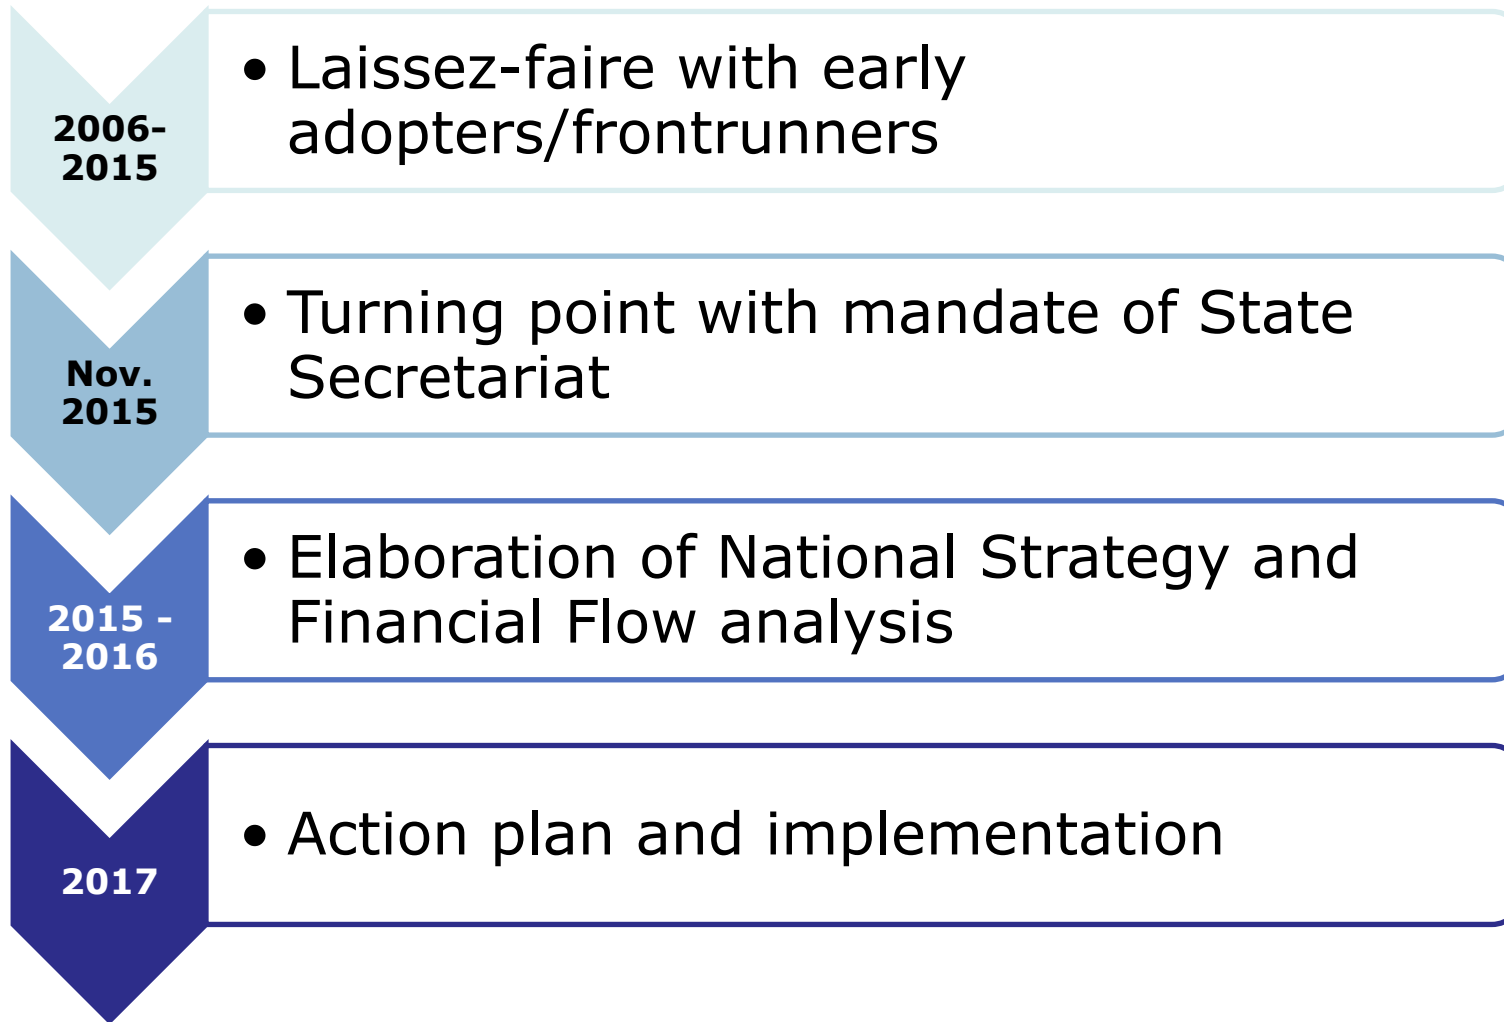 2006-
2015
• Laissez-faire with early
adopters/frontrunners
Nov.
2015
• Turning point with mandate of State
Secretariat
2015 -
2016
• Elaboration of National Strategy and
Financial Flow analysis
2017
• Action plan and implementation